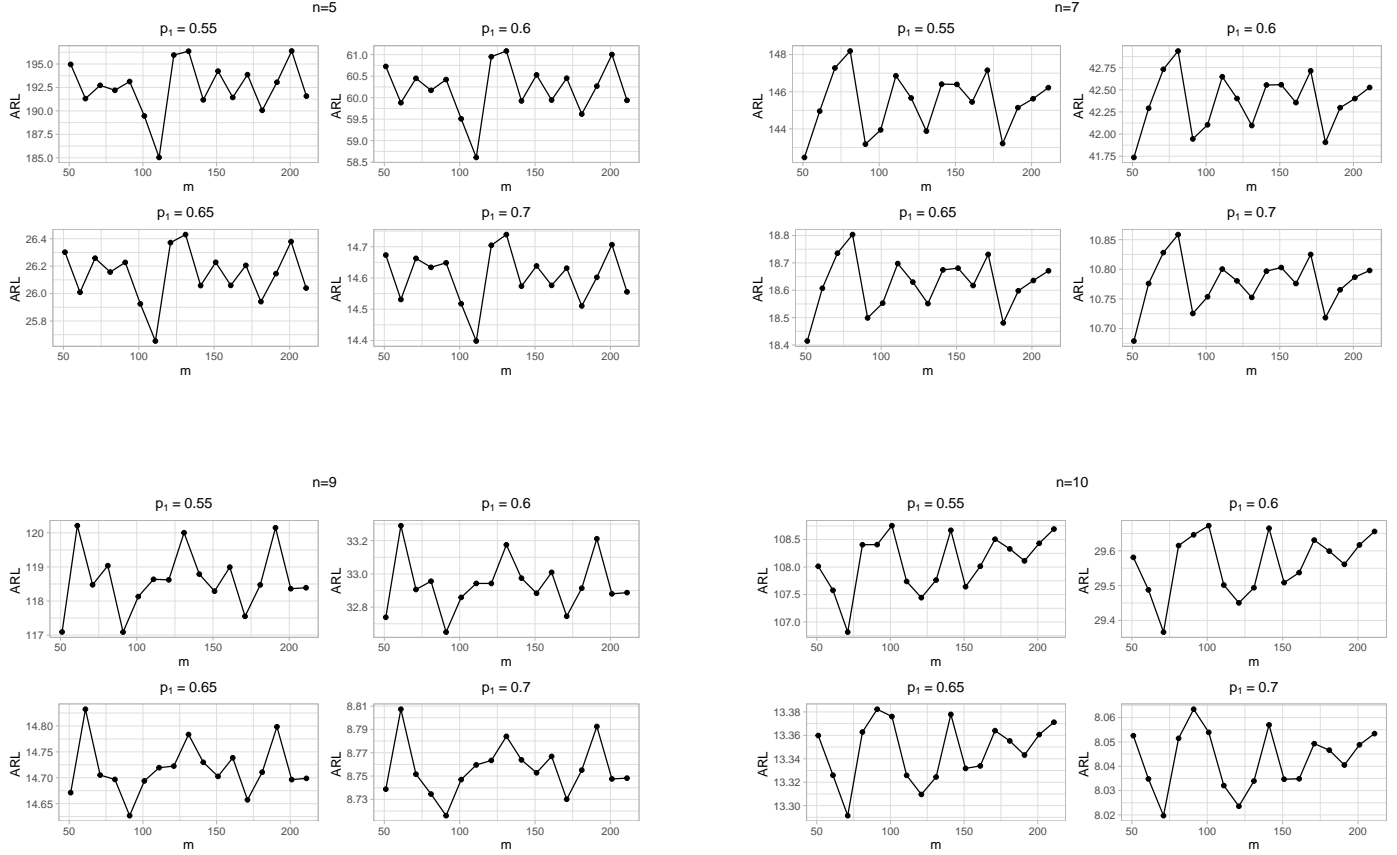 n=5
p₁ = 0.55
ARL
195.0
192.5
190.0
187.5
185.0
50
100
150
200
m
p₁ = 0.6
ARL
61.0
60.5
60.0
59.5
59.0
58.5
50
100
150
200
m
p₁ = 0.65
ARL
26.4
26.2
26.0
25.8
50
100
150
200
m
p₁ = 0.7
ARL
14.7
14.6
14.5
14.4
50
100
150
200
m
n=7
p₁ = 0.55
ARL
148
146
144
50
100
150
200
m
p₁ = 0.6
ARL
42.75
42.50
42.25
42.00
41.75
50
100
150
200
m
p₁ = 0.65
ARL
18.8
18.7
18.6
18.5
18.4
50
100
150
200
m
p₁ = 0.7
ARL
10.85
10.80
10.75
10.70
50
100
150
200
m
n=9
p₁ = 0.55
ARL
120
119
118
117
50
100
150
200
m
p₁ = 0.6
ARL
33.2
33.0
32.8
50
100
150
200
m
p₁ = 0.65
ARL
14.80
14.75
14.70
14.65
50
100
150
200
m
p₁ = 0.7
ARL
8.81
8.79
8.77
8.75
8.73
50
100
150
200
m
n=10
p₁ = 0.55
ARL
108.5
108.0
107.5
107.0
50
100
150
200
m
p₁ = 0.6
ARL
29.6
29.5
29.4
50
100
150
200
m
p₁ = 0.65
ARL
13.38
13.36
13.34
13.32
13.30
50
100
150
200
m
p₁ = 0.7
ARL
8.06
8.05
8.04
8.03
8.02
50
100
150
200
m